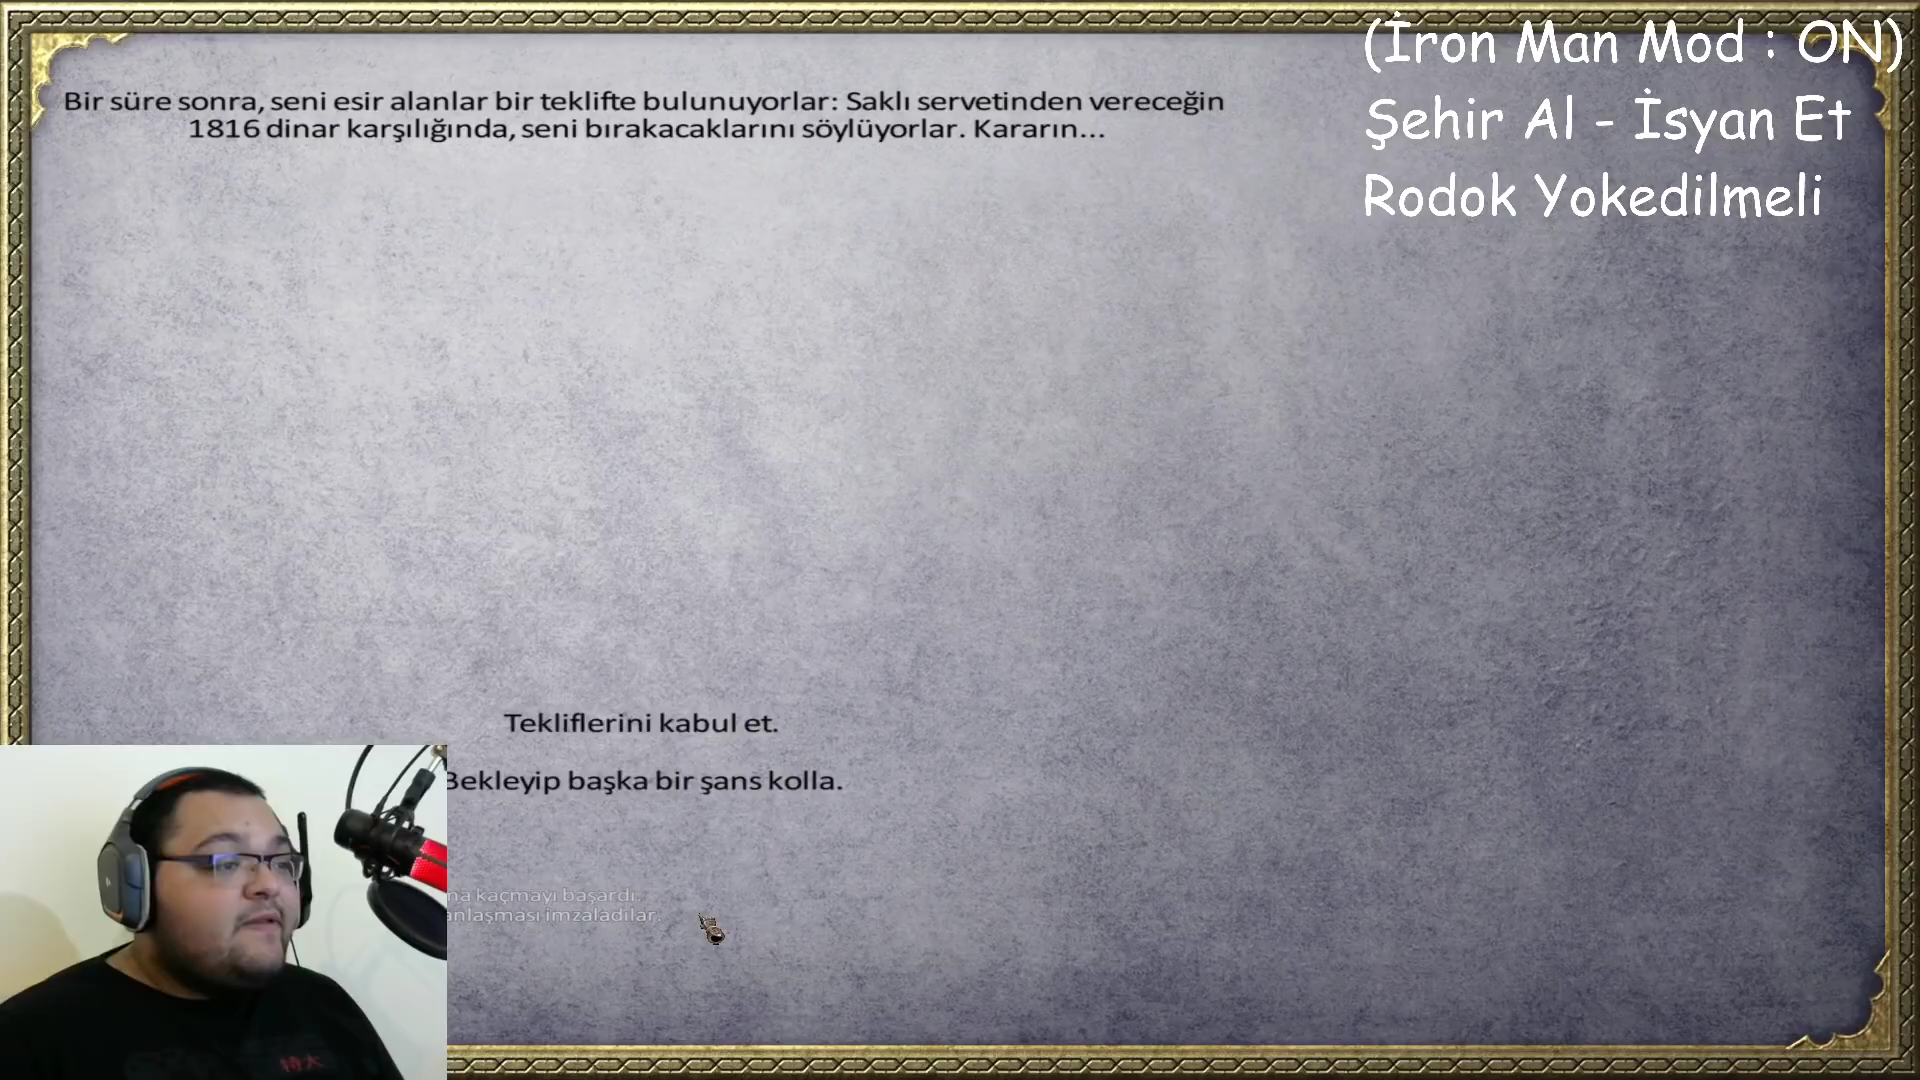 (İron Man Mod : ON)
Şehir Al - İsyan Et
Rodok Yokedilmeli
Bir süre sonra, seni esir alanlar bir teklifte bulunuyorlar: Saklı servetinden vereceğin
1816 dinar karşılığında, seni bırakacaklarını söylüyorlar. Kararın...
Tekliflerini kabul et.
Bekleyip başka bir şans kolla.
kaçmayı başardı.
anlaşması imzaladılar.